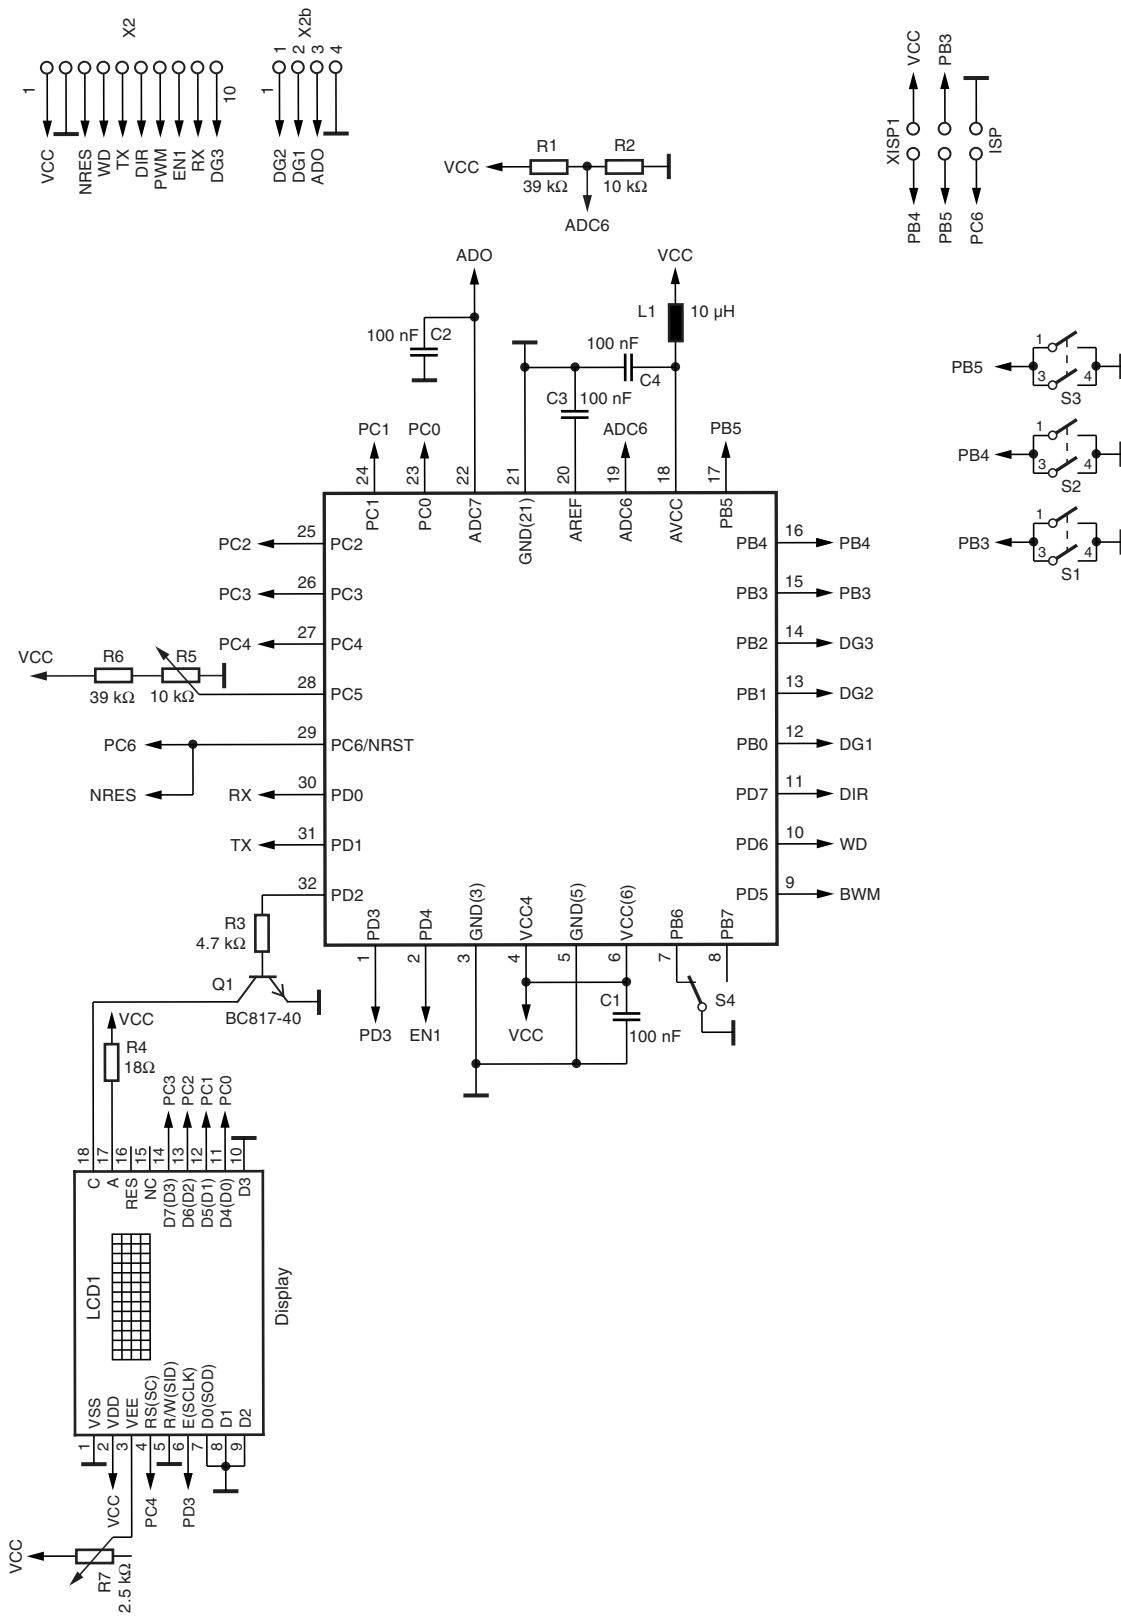 X2
1
10
VCC
NRES
WD
TX
DIR
PWM
EN1
RX
DG3
X2b
1
2
3
4
1
DG2
DG1
ADO
VCC
R1
39 kΩ
R2
10 kΩ
ADC6
VCC
PB3
XISP1
ISP
PB4
PB5
PC6
ADO
100 nF
C2
VCC
L1
10 µH
100 nF
C4
C3
100 nF
PC1
PC0
ADC6
PB5
24
23
22
21
20
19
18
17
PC1
PC0
ADC7
GND(21)
AREF
ADC6
AVCC
PB5
PB5
1
3
4
S3
PB4
1
3
4
S2
PB3
1
3
4
S1
PC2
25
PC2
PC3
26
PC3
PC4
27
PC4
VCC
R6
39 kΩ
R5
10 kΩ
28
PC5
PC6
29
PC6/NRST
NRES
RX
30
PD0
TX
31
PD1
32
PD2
PB4
16
PB4
PB3
15
PB3
PB2
14
DG3
PB1
13
DG2
PB0
12
DG1
PD7
11
DIR
PD6
10
WD
PD5
9
BWM
PD3
PD4
GND(3)
VCC4
GND(5)
VCC(6)
PB6
PB7
1
2
3
4
5
6
7
8
PD3
EN1
VCC
C1
100 nF
S4
R3
4.7 kΩ
Q1
BC817-40
VCC
R4
18Ω
PC3
PC2
PC1
PC0
18
17
16
15
14
13
12
11
10
C
A
RES
NC
D7(D3)
D6(D2)
D5(D1)
D4(D0)
D3
LCD1
Display
VSS
VDD
VEE
RS(SC)
R/W(SID)
E(SCLK)
D0(SOD)
D1
D2
1
2
3
4
5
6
7
8
9
VCC
PC4
PD3
VCC
R7
2.5 kΩ